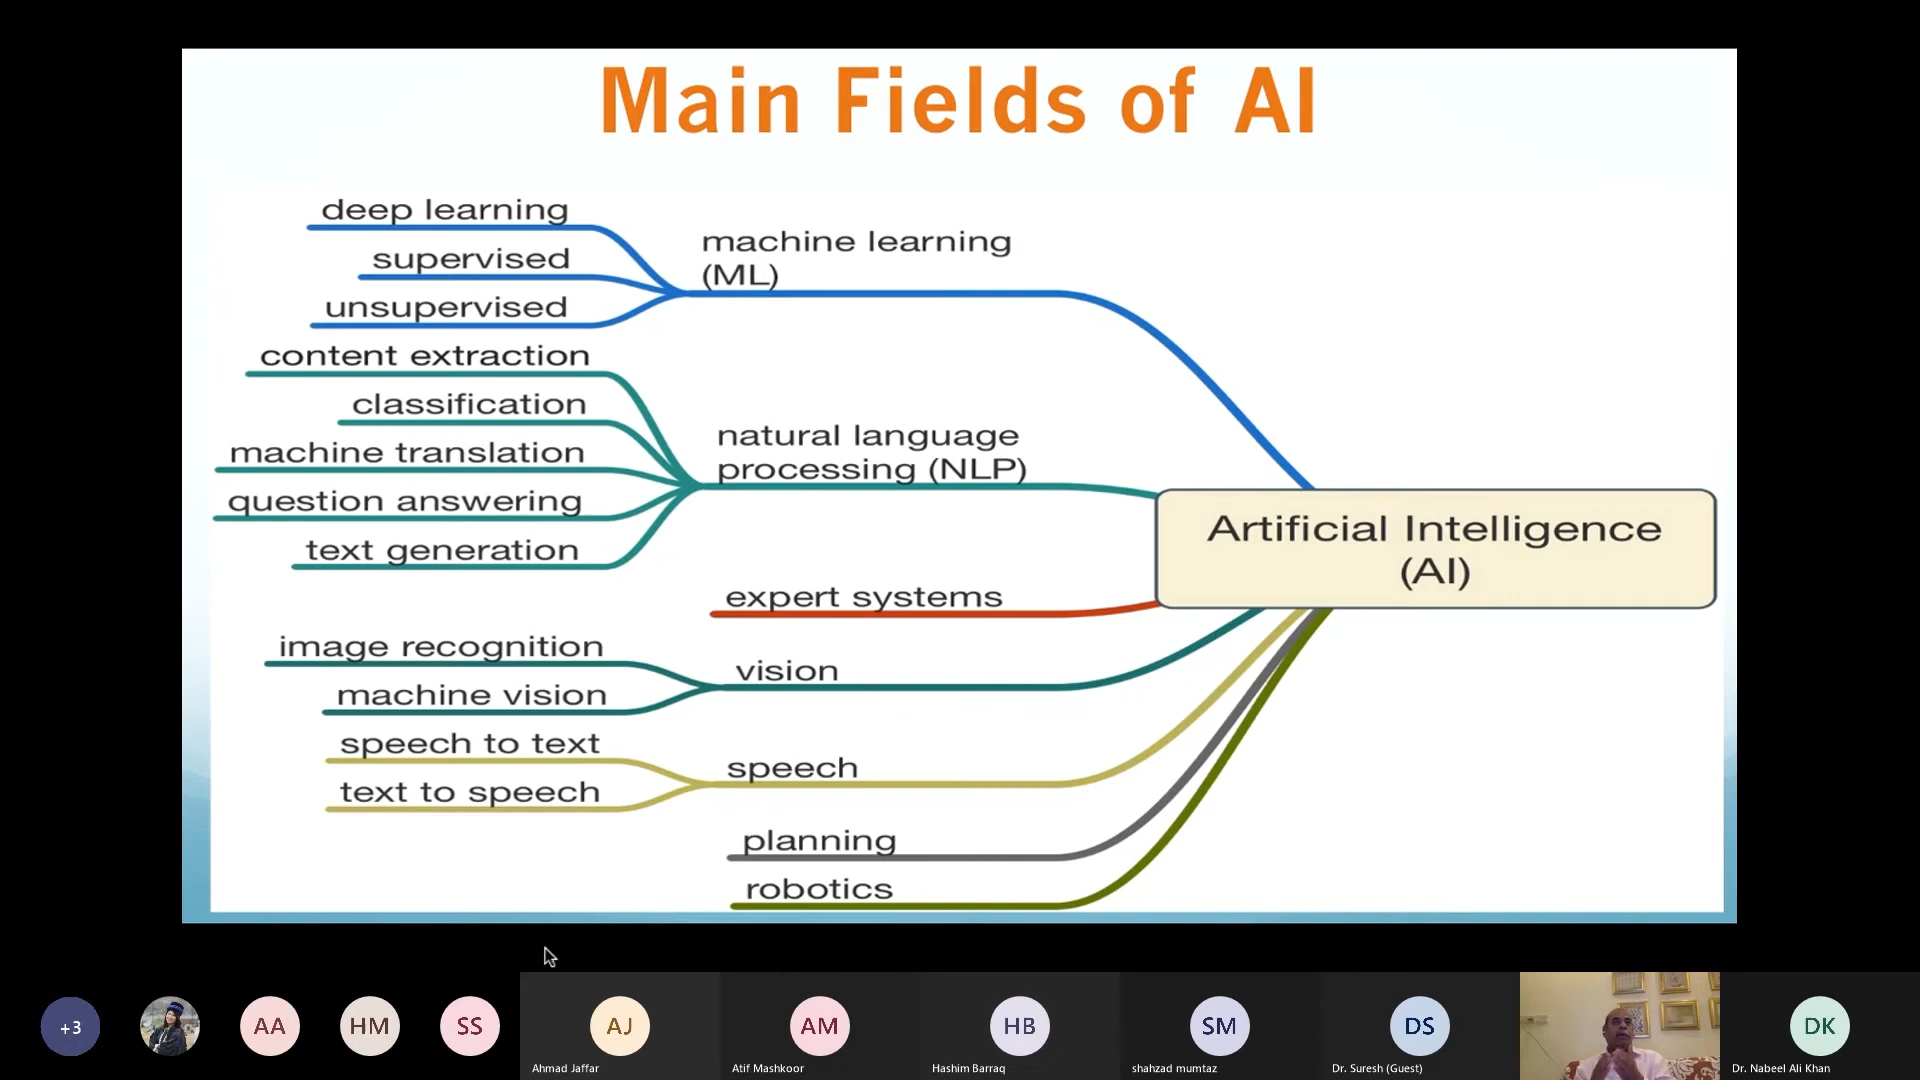 Main Fields of AI
deep learning
supervised
unsupervised
machine learning
(ML)
content extraction
classification
machine translation
question answering
text generation
natural language
processing (NLP)
Artificial Intelligence
(AI)
expert systems
image recognition
machine vision
vision
speech to text
text to speech
speech
planning
robotics
+3
AA
HM
SS
AJ
Ahmad Jaffar
AM
Atif Mashkoor
HB
Hashim Barraq
SM
shahzad mumtaz
DS
Dr. Suresh (Guest)
DK
Dr. Nabeel Ali Khan